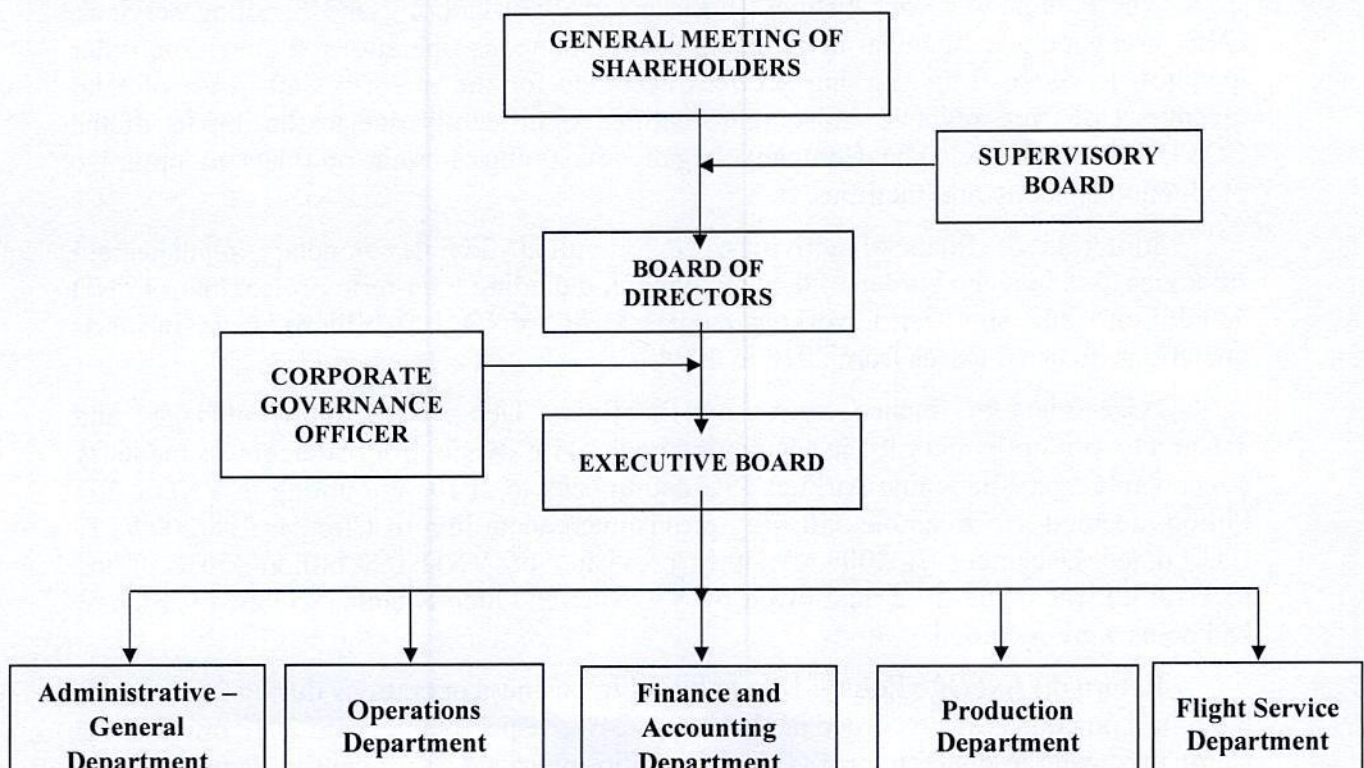 GENERAL MEETING OF
SHAREHOLDERS
SUPERVISORY
BOARD
BOARD OF
DIRECTORS
CORPORATE
GOVERNANCE
OFFICER
EXECUTIVE BOARD
Administrative –
General
Department
Operations
Department
Finance and
Accounting
Department
Production
Department
Flight Service
Department